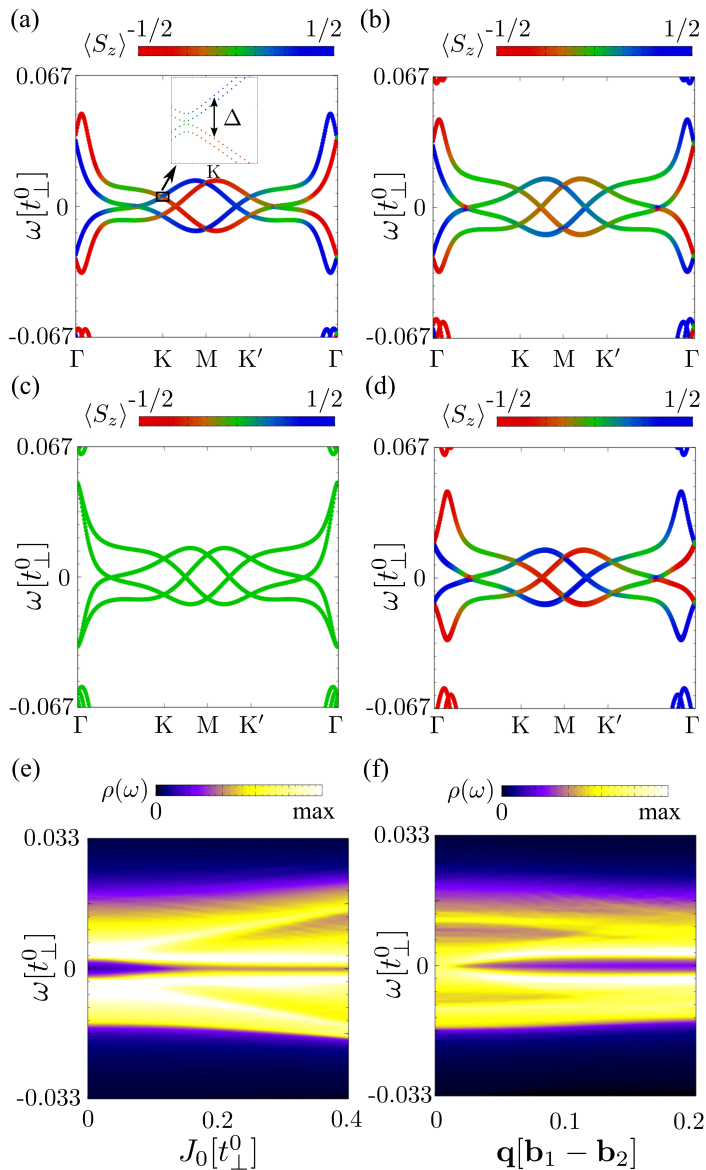 (a)
(b)
⟨S_z⟩ -1/2 1/2
⟨S_z⟩ -1/2 1/2
0.067
0
-0.067
ω[t⊥^0]
Δ
K
Γ K M K′ Γ
0.067
0
-0.067
ω[t⊥^0]
Γ K M K′ Γ
(c)
(d)
⟨S_z⟩ -1/2 1/2
⟨S_z⟩ -1/2 1/2
0.067
0
-0.067
ω[t⊥^0]
Γ K M K′ Γ
0.067
0
-0.067
ω[t⊥^0]
Γ K M K′ Γ
(e)
(f)
ρ(ω)
0 max
ρ(ω)
0 max
0.033
0
-0.033
ω[t⊥^0]
0 0.2 0.4
J_0[t⊥^0]
0.033
0
-0.033
ω[t⊥^0]
0 0.1 0.2
q[b_1 − b_2]